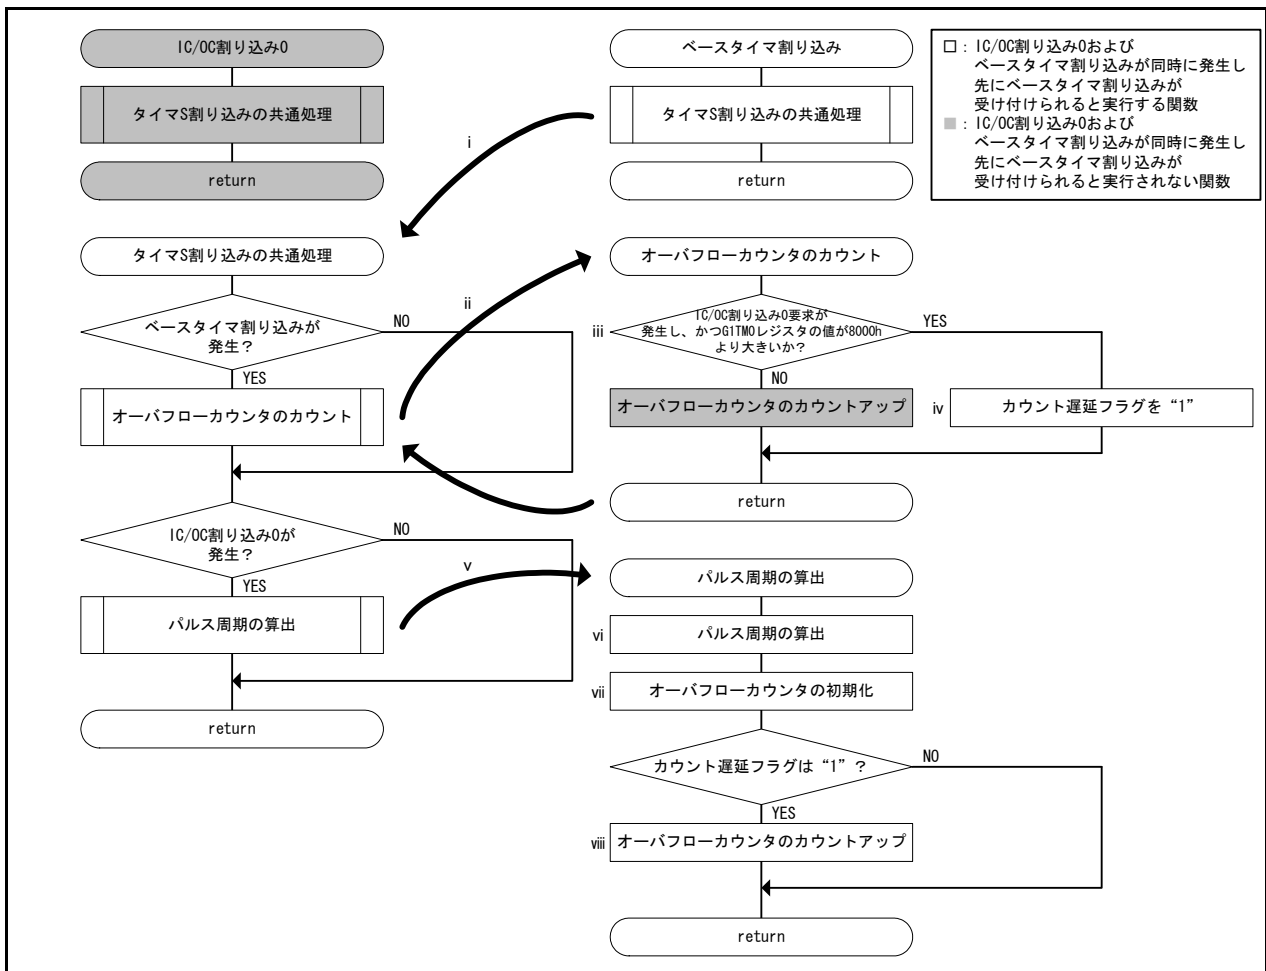 IC/OC割り込み0
タイマS割り込みの共通処理
return
ベースタイマ割り込み
タイマS割り込みの共通処理
return
□：IC/OC割り込み0および
ベースタイマ割り込みが同時に発生し
先にベースタイマ割り込みが
受け付けられると実行する関数
■：IC/OC割り込み0および
ベースタイマ割り込みが同時に発生し
先にベースタイマ割り込みが
受け付けられると実行されない関数
i
タイマS割り込みの共通処理
ベースタイマ割り込みが
発生？
NO
YES
オーバフローカウンタのカウント
IC/OC割り込み0が
発生？
NO
YES
パルス周期の算出
return
ii
オーバフローカウンタのカウント
iii
IC/OC割り込み0要求が
発生し、かつG1TM0レジスタの値が8000h
より大きいか？
YES
NO
オーバフローカウンタのカウントアップ
iv
カウント遅延フラグを“1”
return
v
パルス周期の算出
vi
パルス周期の算出
vii
オーバフローカウンタの初期化
カウント遅延フラグは“1”？
NO
YES
viii
オーバフローカウンタのカウントアップ
return